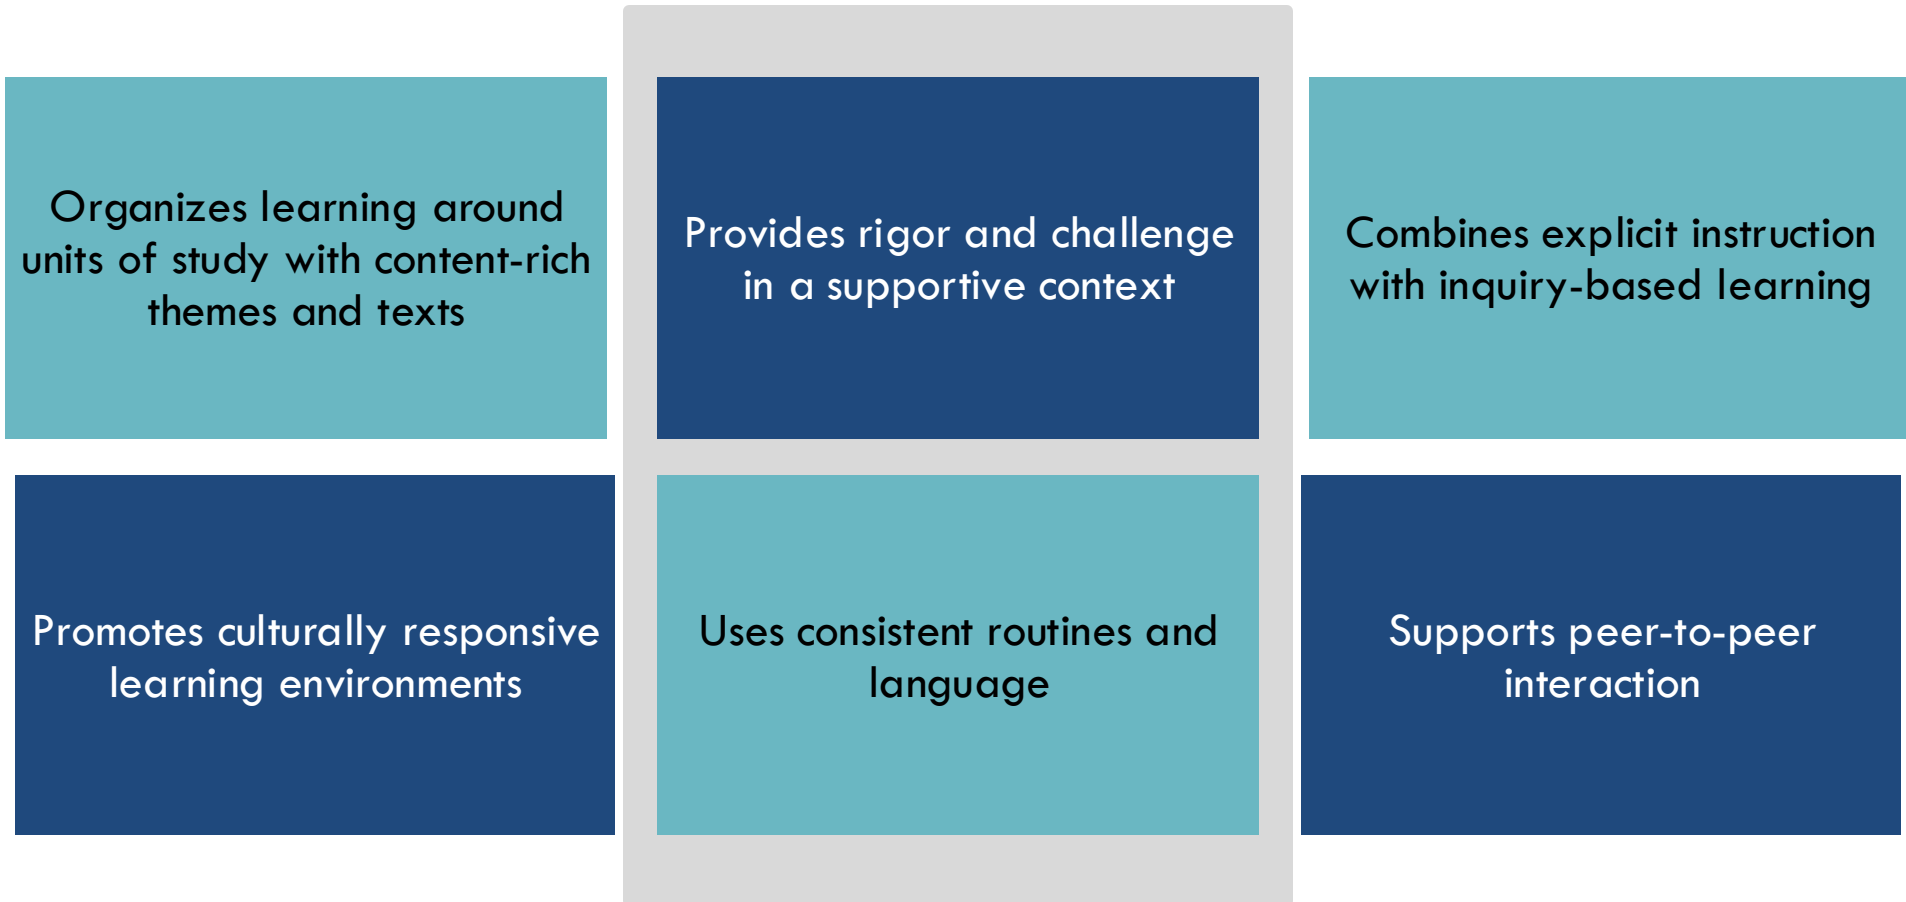 Organizes learning around
units of study with content-rich
themes and texts
Provides rigor and challenge
in a supportive context
Combines explicit instruction
with inquiry-based learning
Promotes culturally responsive
learning environments
Uses consistent routines and
language
Supports peer-to-peer
interaction